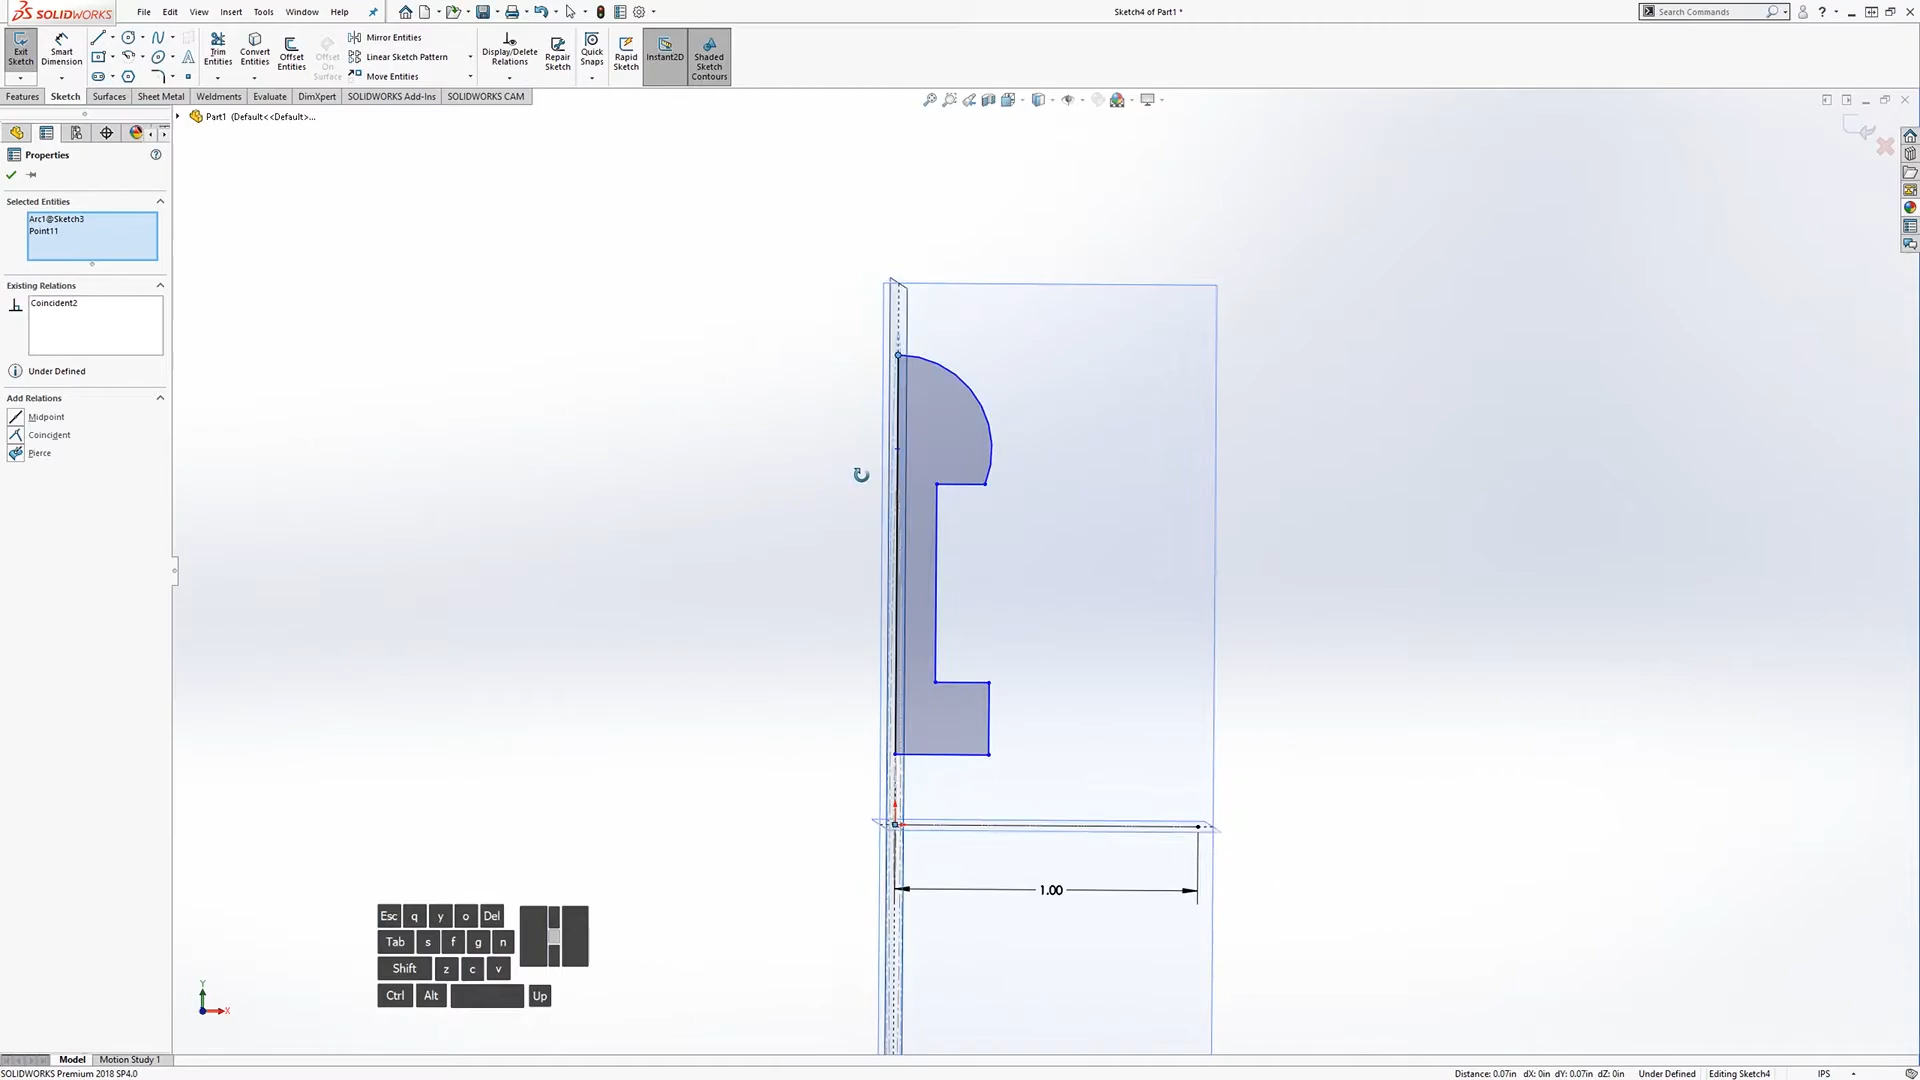 SOLIDWORKS File Edit View Insert Tools Window Help Sketch4 of Part1 * Search Commands
Exit Sketch Smart Dimension Trim Entities Convert Entities Offset Entities Offset On Surface Mirror Entities Linear Sketch Pattern Move Entities Display/Delete Relations Repair Sketch Quick Snaps Rapid Sketch Instant2D Shaded Sketch Contours
Features Sketch Surfaces Sheet Metal Weldments Evaluate DimXpert SOLIDWORKS Add-Ins SOLIDWORKS CAM
Part1 (Default<<Default>...
Properties
Selected Entities
Arc1@Sketch3
Point11
Existing Relations
Coincident2
Under Defined
Add Relations
Midpoint
Coincident
Pierce
1.00
Esc q y o Del
Tab s f g n
Shift z c v
Ctrl Alt Up
Y
X
Model Motion Study 1
SOLIDWORKS Premium 2018 SP4.0 Distance: 0.07in dX: 0in dY: 0.07in dZ: 0in Under Defined Editing Sketch4 IPS